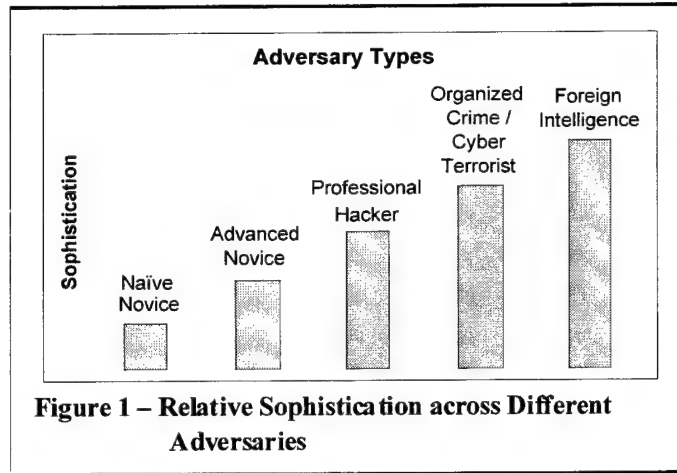 Adversary Types
Sophistication
Naïve
Novice
Advanced
Novice
Professional
Hacker
Organized
Crime /
Cyber
Terrorist
Foreign
Intelligence
Figure 1 – Relative Sophistication across Different
Adversaries